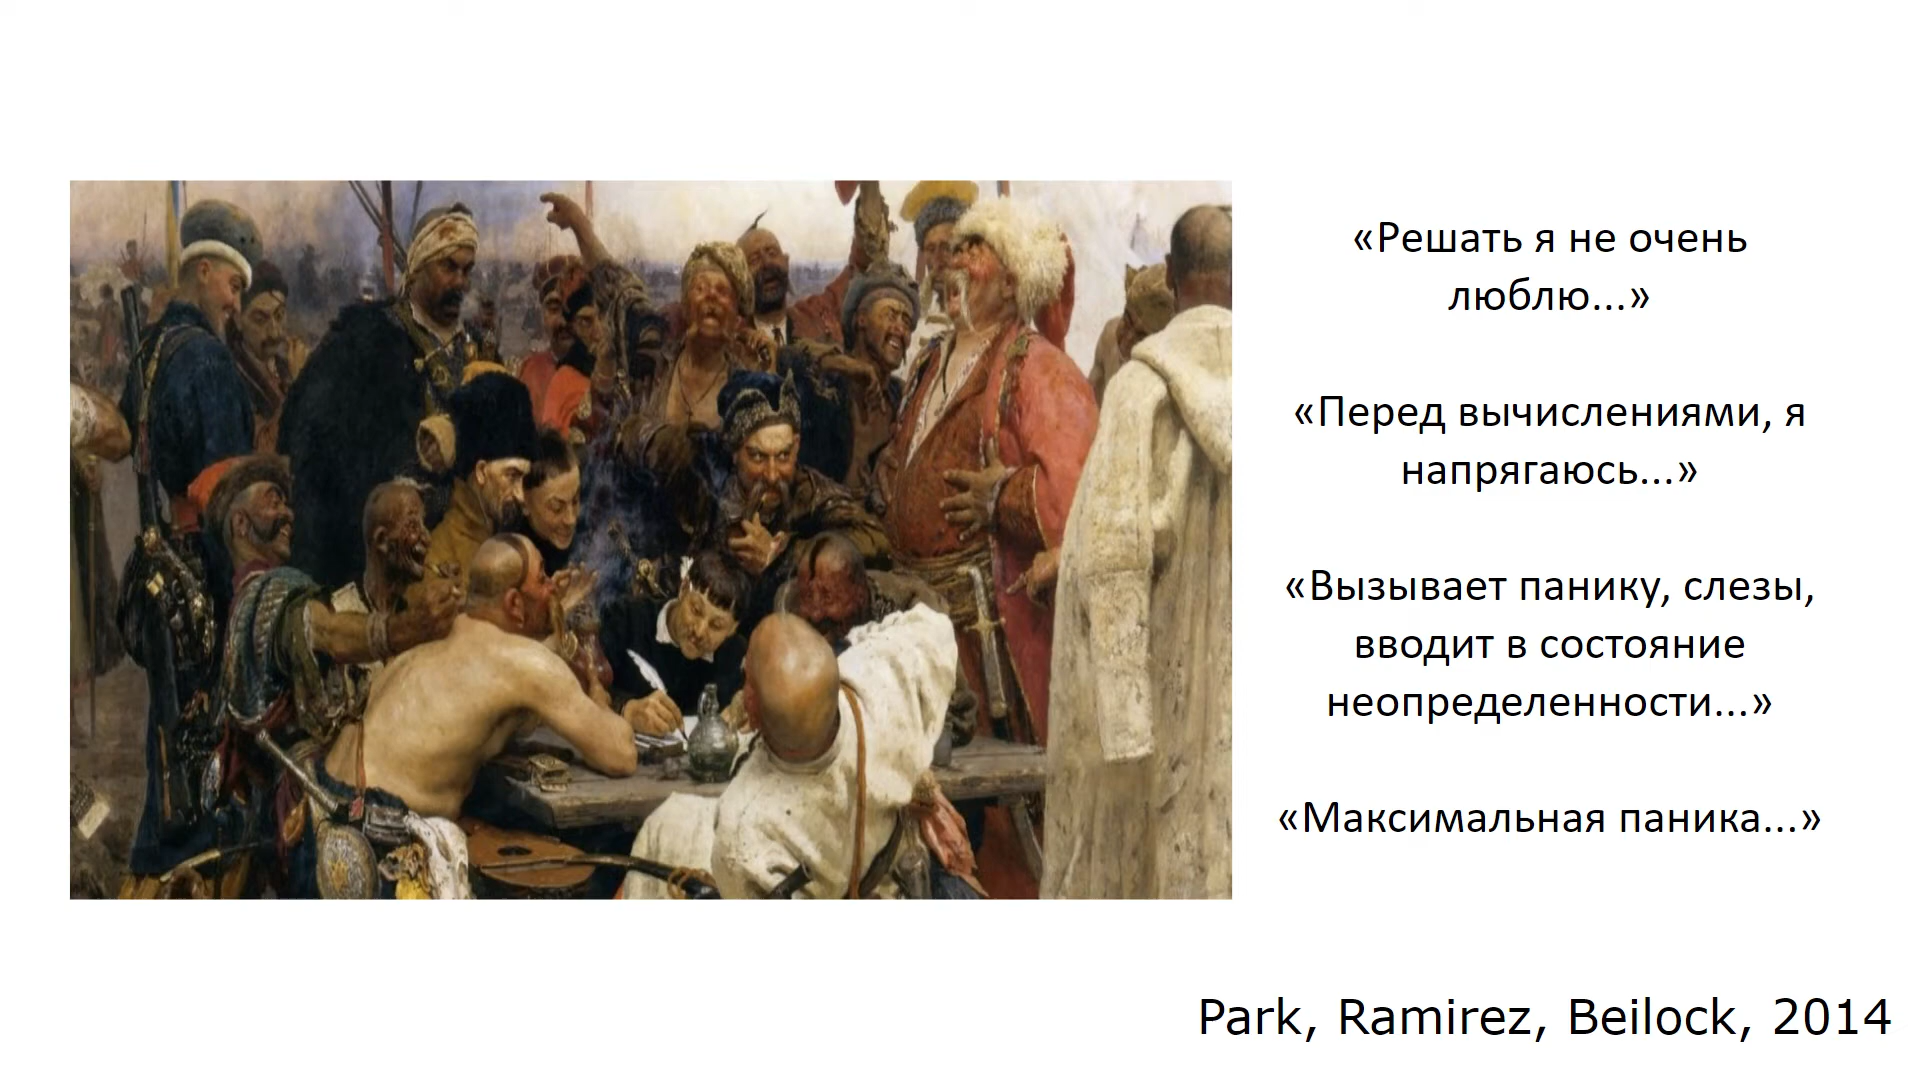 «Решать я не очень
люблю...»
«Перед вычислениями, я
напрягаюсь...»
«Вызывает панику, слезы,
вводит в состояние
неопределенности...»
«Максимальная паника...»
Park, Ramirez, Beilock, 2014